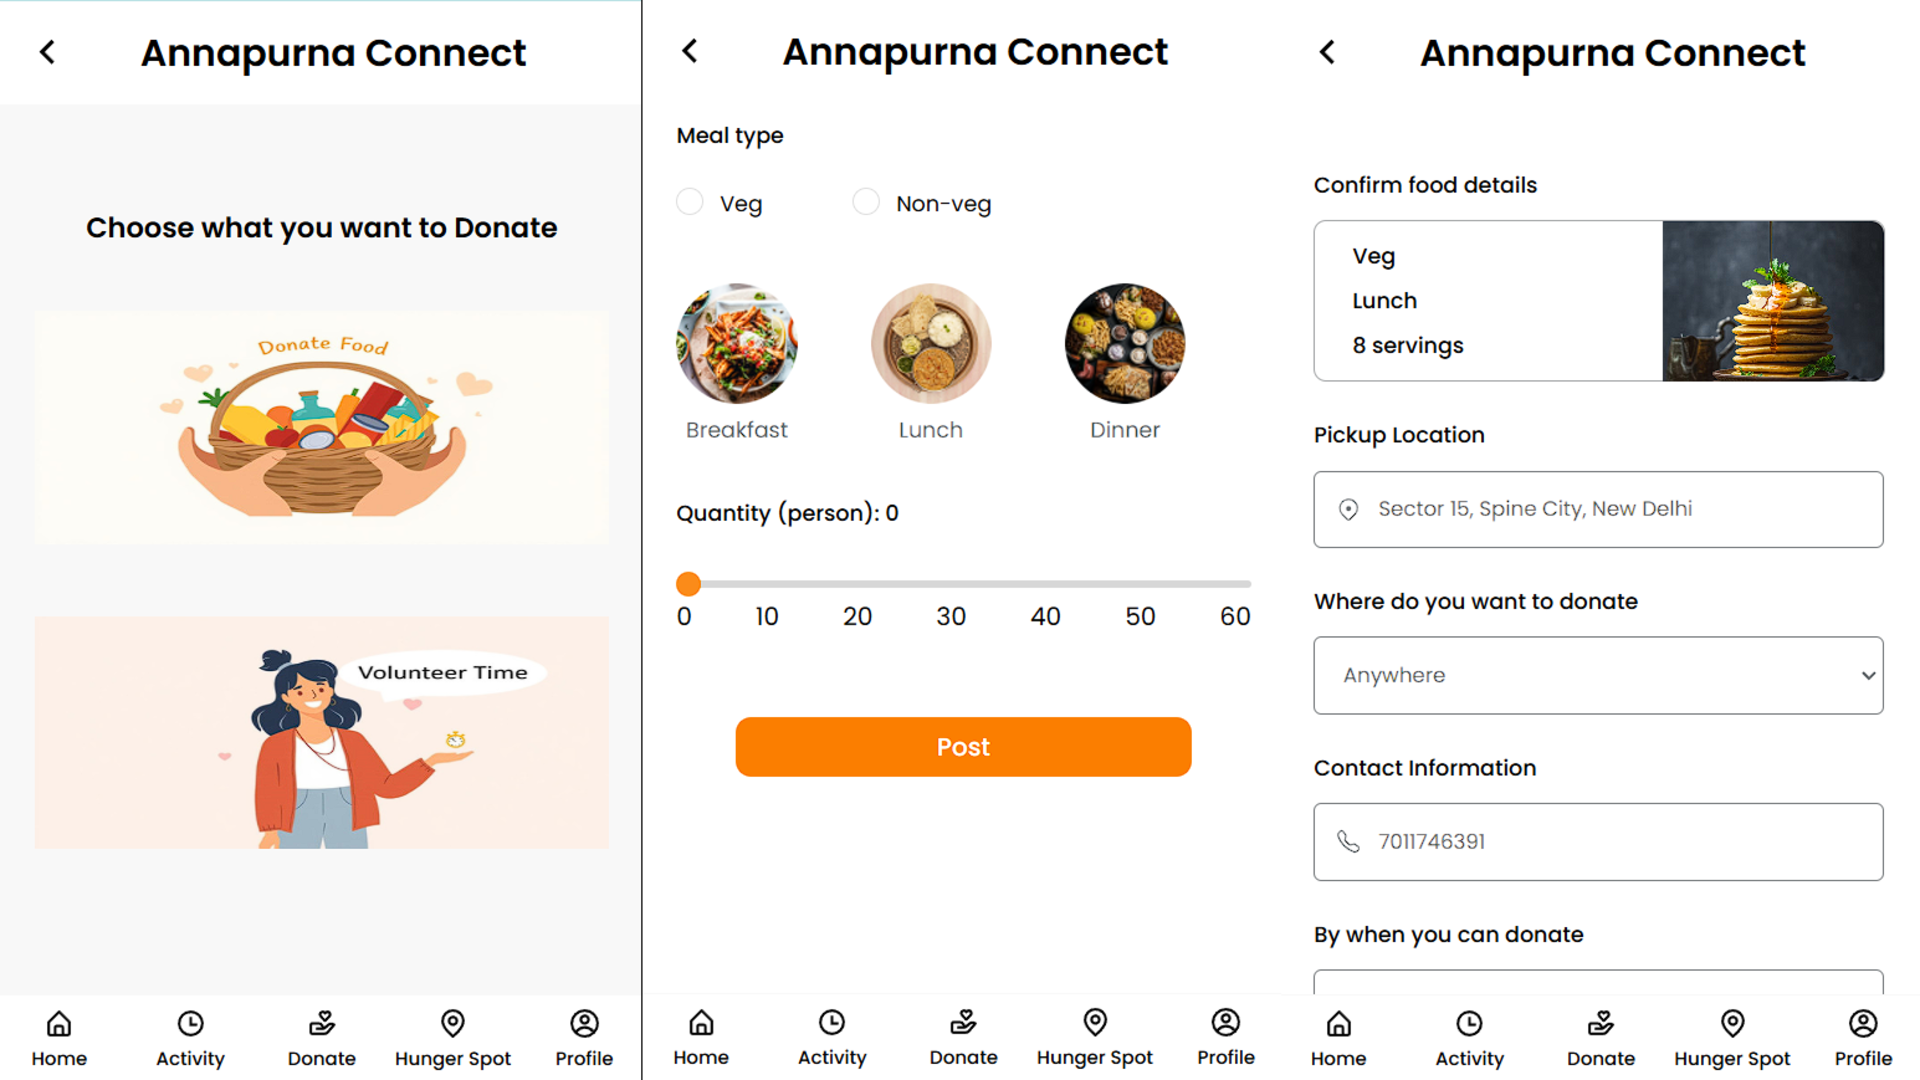 Annapurna Connect
Choose what you want to Donate
Donate Food
Volunteer Time
Home Activity Donate Hunger Spot Profile
Annapurna Connect
Meal type
Veg Non-veg
Breakfast Lunch Dinner
Quantity (person): 0
0 10 20 30 40 50 60
Post
Home Activity Donate Hunger Spot Profile
Annapurna Connect
Confirm food details
Veg
Lunch
8 servings
Pickup Location
Sector 15, Spine City, New Delhi
Where do you want to donate
Anywhere
Contact Information
7011746391
By when you can donate
Home Activity Donate Hunger Spot Profile